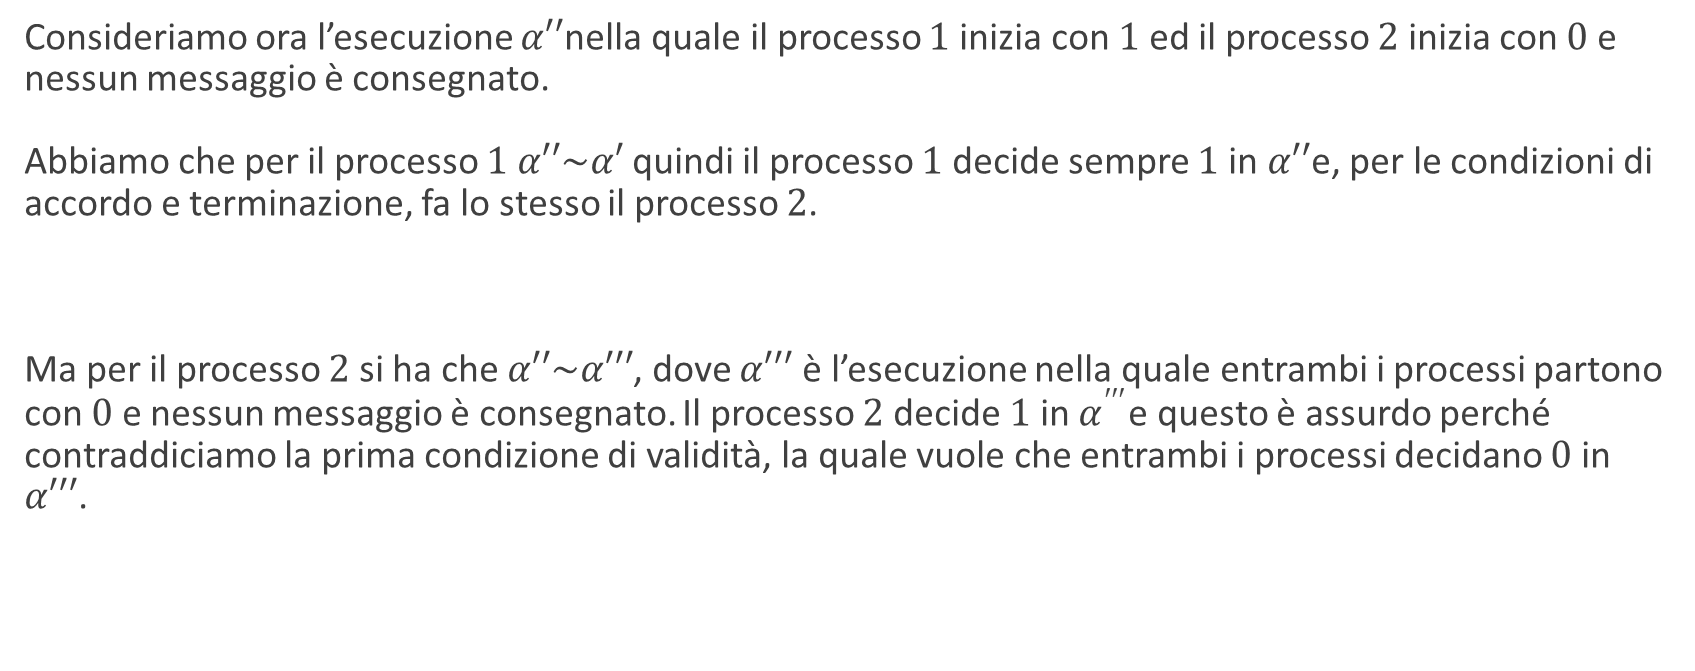 Consideriamo ora l’esecuzione α′′nella quale il processo 1 inizia con 1 ed il processo 2 inizia con 0 e
nessun messaggio è consegnato.
Abbiamo che per il processo 1 α′′~α′ quindi il processo 1 decide sempre 1 in α′′e, per le condizioni di
accordo e terminazione, fa lo stesso il processo 2.
Ma per il processo 2 si ha che α′′~α′′′, dove α′′′ è l’esecuzione nella quale entrambi i processi partono
con 0 e nessun messaggio è consegnato. Il processo 2 decide 1 in α′′′e questo è assurdo perché
contraddiciamo la prima condizione di validità, la quale vuole che entrambi i processi decidano 0 in
α′′′.